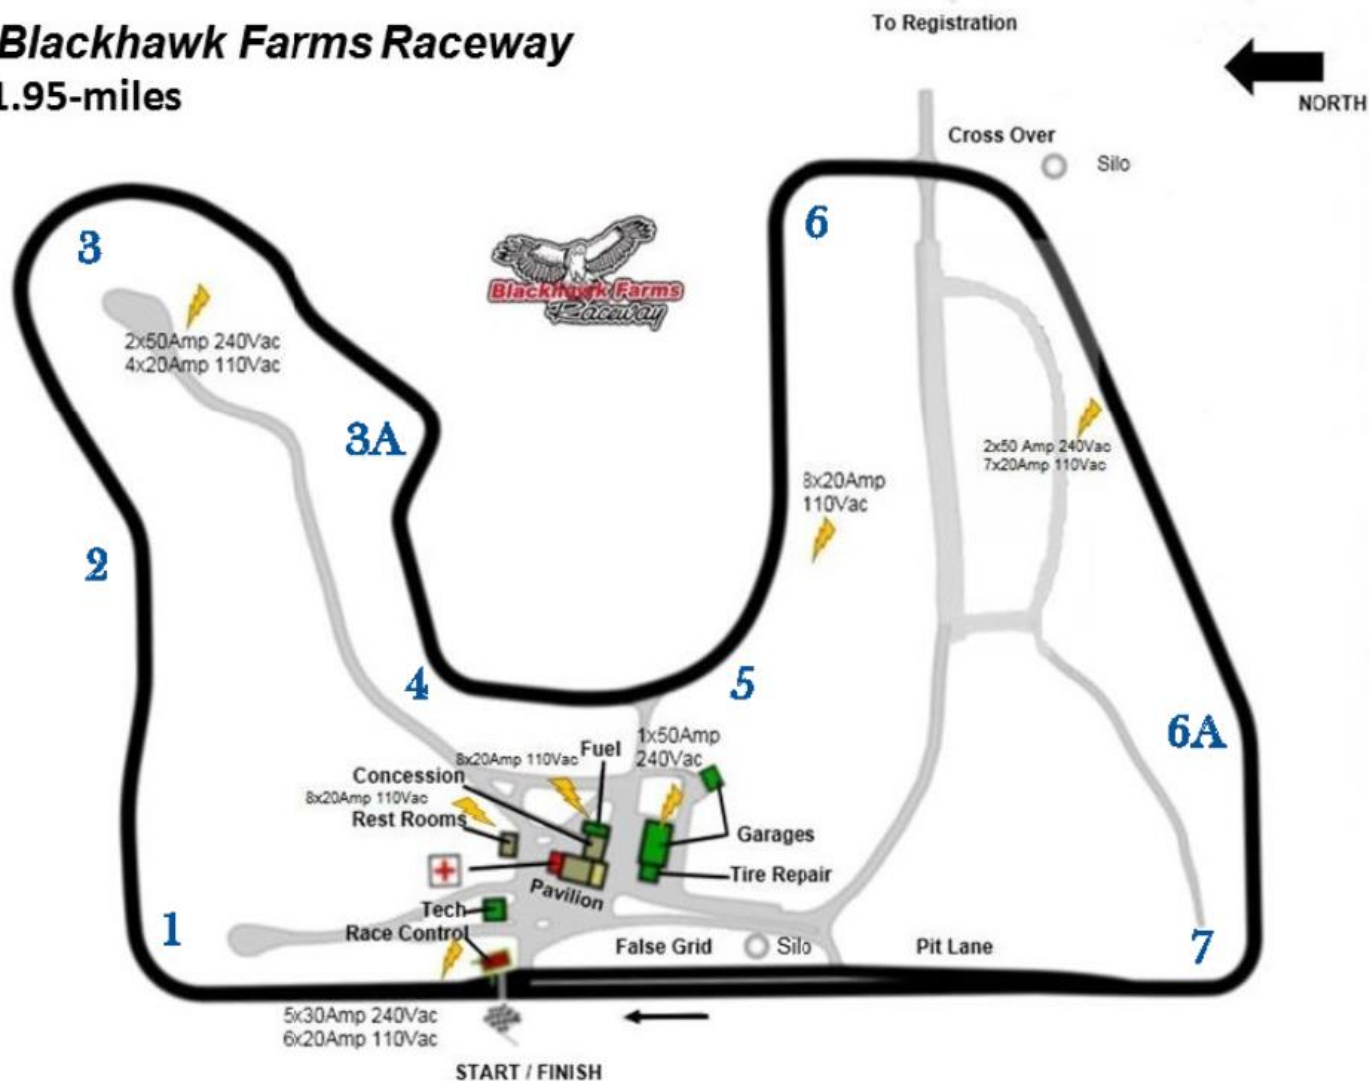 Blackhawk Farms Raceway
1.95-miles
To Registration
NORTH
Cross Over
Silo
3
6
Blackhawk Farms
Raceway
2x50Amp 240Vac
4x20Amp 110Vac
3A
2x50 Amp 240Vac
7x20Amp 110Vac
8x20Amp
110Vac
2
4
5
6A
1x50Amp
240Vac
Fuel
8x20Amp 110Vac
Concession
8x20Amp 110Vac
Rest Rooms
Garages
Tire Repair
Pavilion
Tech
Race Control
1
False Grid
Silo
Pit Lane
7
5x30Amp 240Vac
6x20Amp 110Vac
START / FINISH